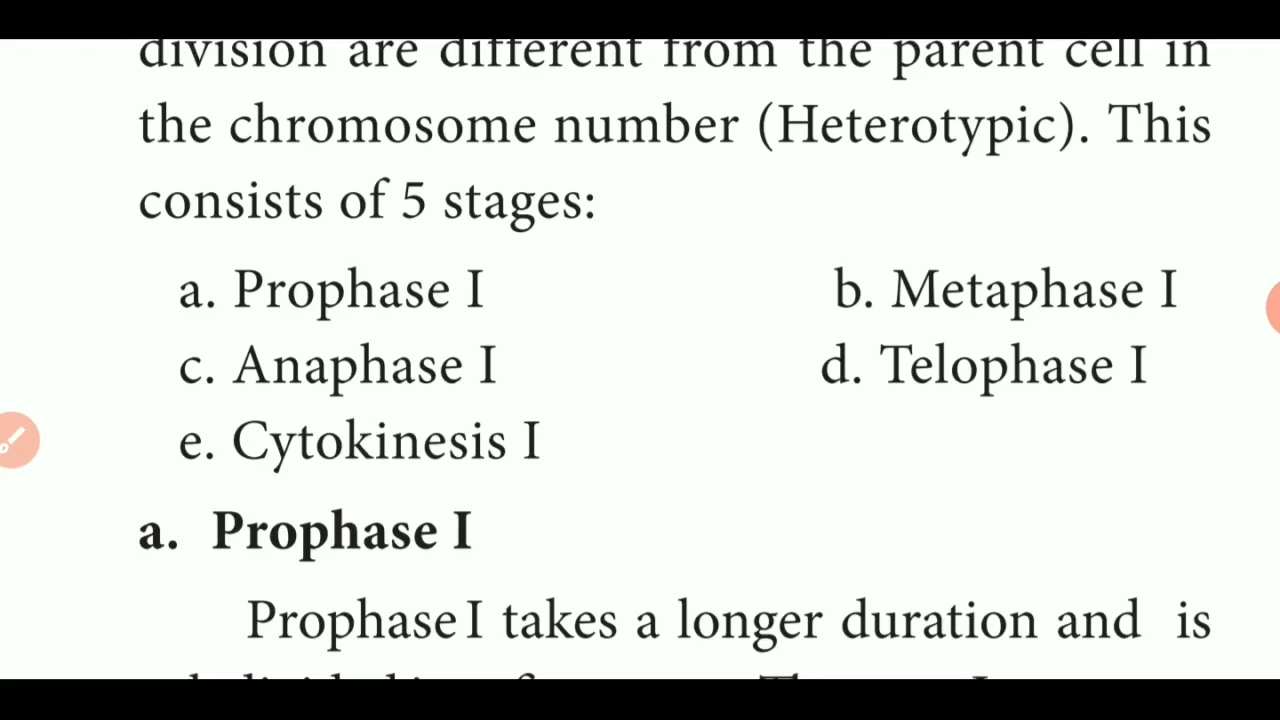 division are different from the parent cell in
the chromosome number (Heterotypic). This
consists of 5 stages:
a. Prophase I b. Metaphase I
c. Anaphase I d. Telophase I
e. Cytokinesis I
a. Prophase I
Prophase I takes a longer duration and is